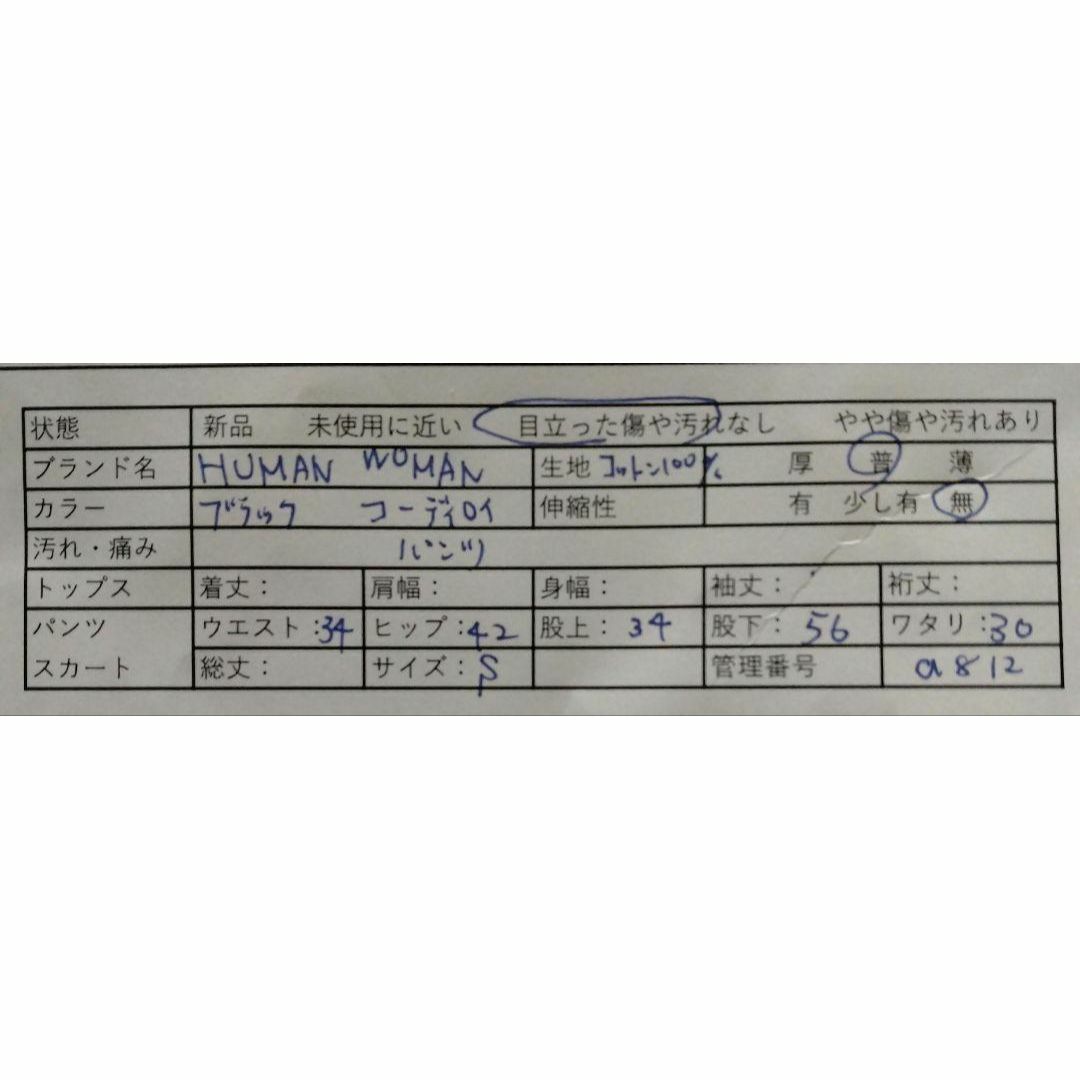 状態 新品 未使用に近い 目立った傷や汚れなし やや傷や汚れあり
ブランド名 HUMAN WOMAN 生地 コットン100% 厚 普 薄
カラー ブラック コーディロイ 伸縮性 有 少し有 無
汚れ・痛み パンツ
トップス 着丈： 肩幅： 身幅： 袖丈： 裄丈：
パンツ ウエスト：34 ヒップ：42 股上：34 股下：56 ワタリ：30
スカート 総丈： サイズ：S 管理番号 a812